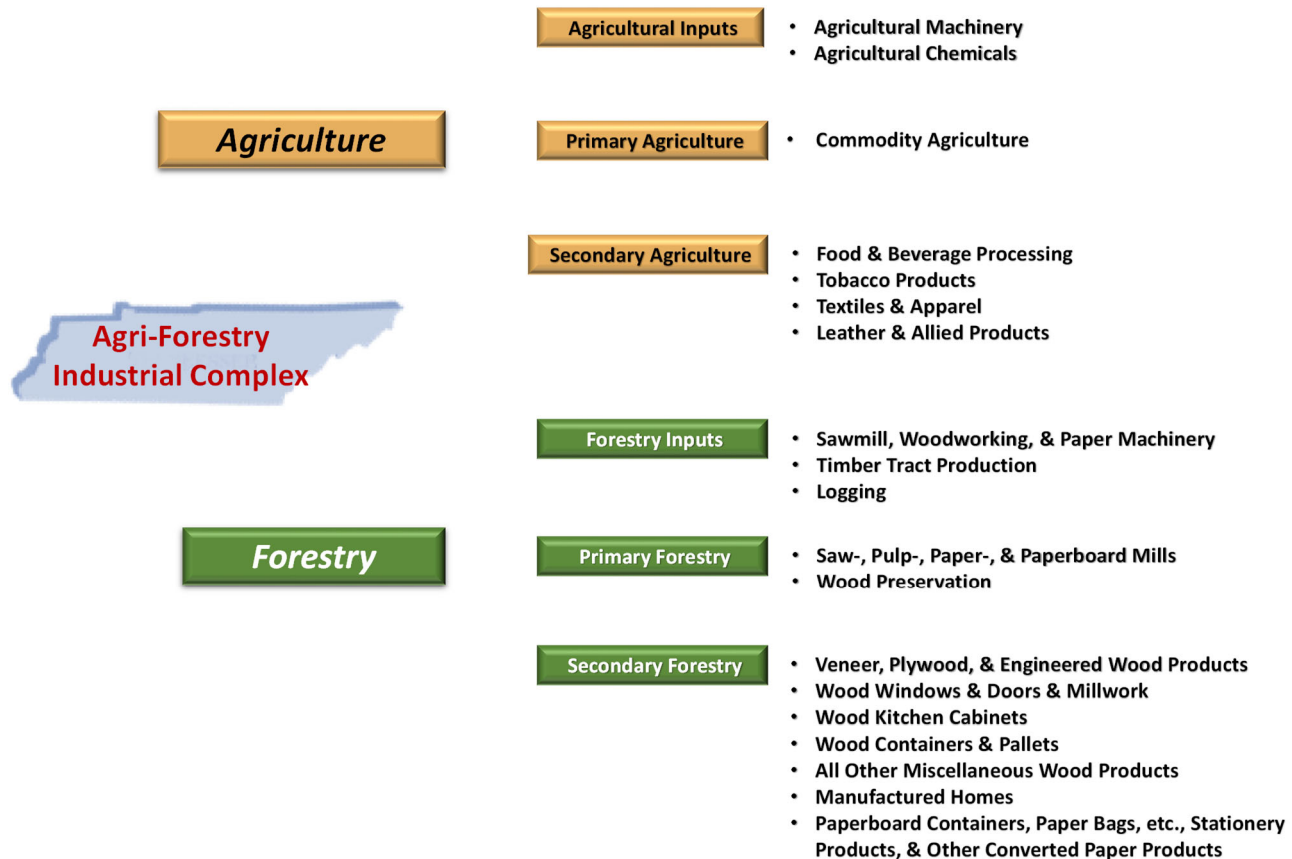 Agricultural Inputs
• Agricultural Machinery
• Agricultural Chemicals
Agriculture
Primary Agriculture
• Commodity Agriculture
Secondary Agriculture
• Food & Beverage Processing
• Tobacco Products
• Textiles & Apparel
• Leather & Allied Products
Agri-Forestry
Industrial Complex
Forestry Inputs
• Sawmill, Woodworking, & Paper Machinery
• Timber Tract Production
• Logging
Forestry
Primary Forestry
• Saw-, Pulp-, Paper-, & Paperboard Mills
• Wood Preservation
Secondary Forestry
• Veneer, Plywood, & Engineered Wood Products
• Wood Windows & Doors & Millwork
• Wood Kitchen Cabinets
• Wood Containers & Pallets
• All Other Miscellaneous Wood Products
• Manufactured Homes
• Paperboard Containers, Paper Bags, etc., Stationery
Products, & Other Converted Paper Products